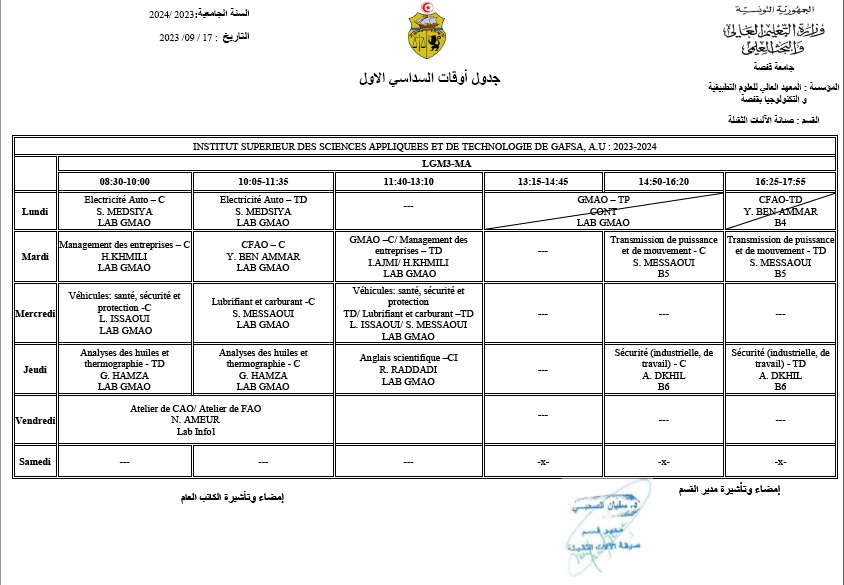 الجمهورية التونسية
وزارة التعليم العالي
والبحث العلمي
جامعة قفصة
المؤسسة : المعهد العالي للعلوم التطبيقية
و التكنولوجيا بقفصة
القسم : صيانة الآليات الثقيلة
السنة الجامعية:2023 /2024
التاريخ : 17 / 09/ 2023
جدول أوقات السداسي الاول
INSTITUT SUPERIEUR DES SCIENCES APPLIQUEES ET DE TECHNOLOGIE DE GAFSA, A.U : 2023-2024
LGM3-MA
08:30-10:00 10:05-11:35 11:40-13:10 13:15-14:45 14:50-16:20 16:25-17:55
Lundi
Electricité Auto – C
S. MEDSIYA
LAB GMAO
Electricité Auto – TD
S. MEDSIYA
LAB GMAO
---
GMAO – TP
CONT
LAB GMAO
CFAO-TD
Y. BEN AMMAR
B4
Mardi
Management des entreprises – C
H.KHMILI
LAB GMAO
CFAO – C
Y. BEN AMMAR
LAB GMAO
GMAO –C/ Management des
entreprises – TD
LAJMI/ H.KHMILI
LAB GMAO
---
Transmission de puissance
et de mouvement - C
S. MESSAOUI
B5
Transmission de puissance
et de mouvement - TD
S. MESSAOUI
B5
Mercredi
Véhicules: santé, sécurité et
protection -C
L. ISSAOUI
LAB GMAO
Lubrifiant et carburant -C
S. MESSAOUI
LAB GMAO
Véhicules: santé, sécurité et
protection
TD/ Lubrifiant et carburant –TD
L. ISSAOUI/ S. MESSAOUI
LAB GMAO
---
---
---
Jeudi
Analyses des huiles et
thermographie - TD
G. HAMZA
LAB GMAO
Analyses des huiles et
thermographie - C
G. HAMZA
LAB GMAO
Anglais scientifique –CI
R. RADDADI
LAB GMAO
---
Sécurité (industrielle, de
travail) - C
A. DKHIL
B6
Sécurité (industrielle, de
travail) - TD
A. DKHIL
B6
Vendredi
Atelier de CAO/ Atelier de FAO
N. AMEUR
Lab Info1
---
---
---
Samedi
---
---
---
-x-
-x-
-x-
إمضاء وتأشيرة مدير القسم
إمضاء وتأشيرة الكاتب العام
د. سفيان
مدير قسم
صيانة الآلات الثقيلة